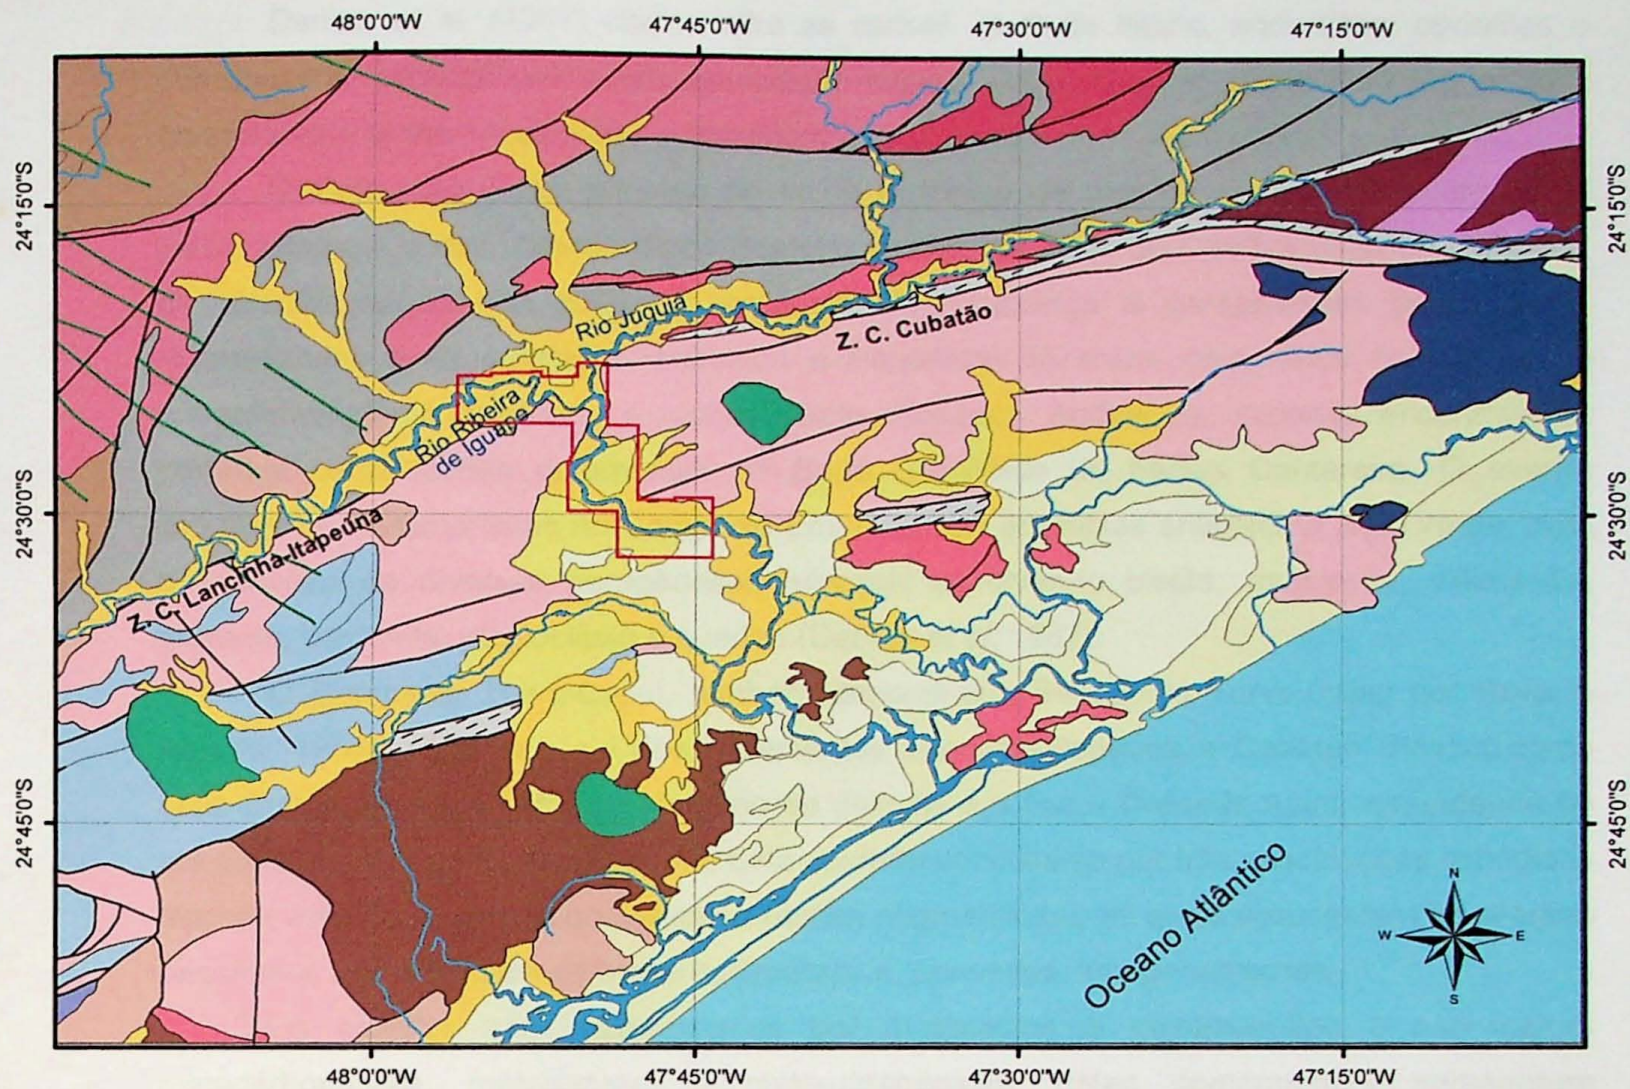 48°0'0"W 47°45'0"W 47°30'0"W 47°15'0"W
24°15'0"S
24°15'0"S
Rio Juquiá
Z. C. Cubatão
Rio Ribeira
de Iguape
24°30'0"S
24°30'0"S
Z. C. Lancinha-Itapeúna
24°45'0"S
24°45'0"S
Oceano Atlântico
N
W
E
S
48°0'0"W 47°45'0"W 47°30'0"W 47°15'0"W